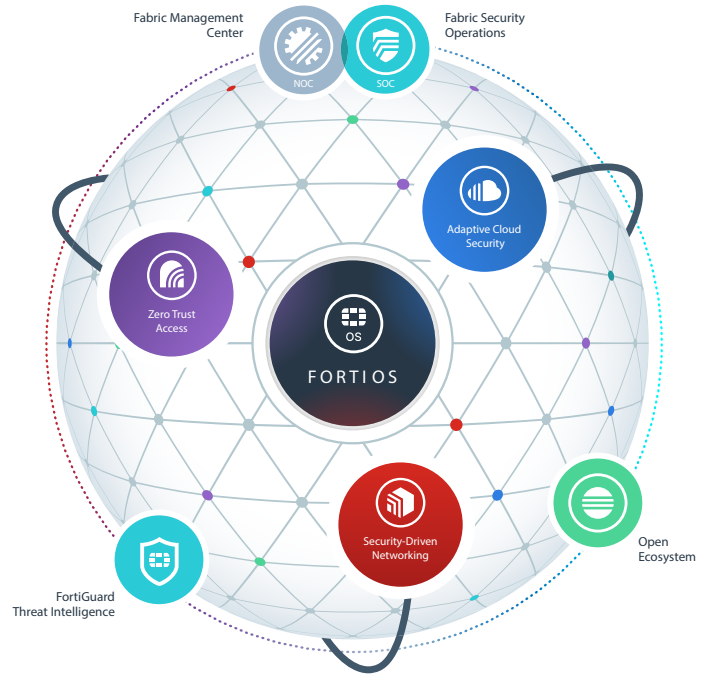 Fabric Management
Center
Fabric Security
Operations
NOC
SOC
Adaptive Cloud
Security
Zero Trust
Access
OS
FORTIOS
Security-Driven
Networking
Open
Ecosystem
FortiGuard
Threat Intelligence